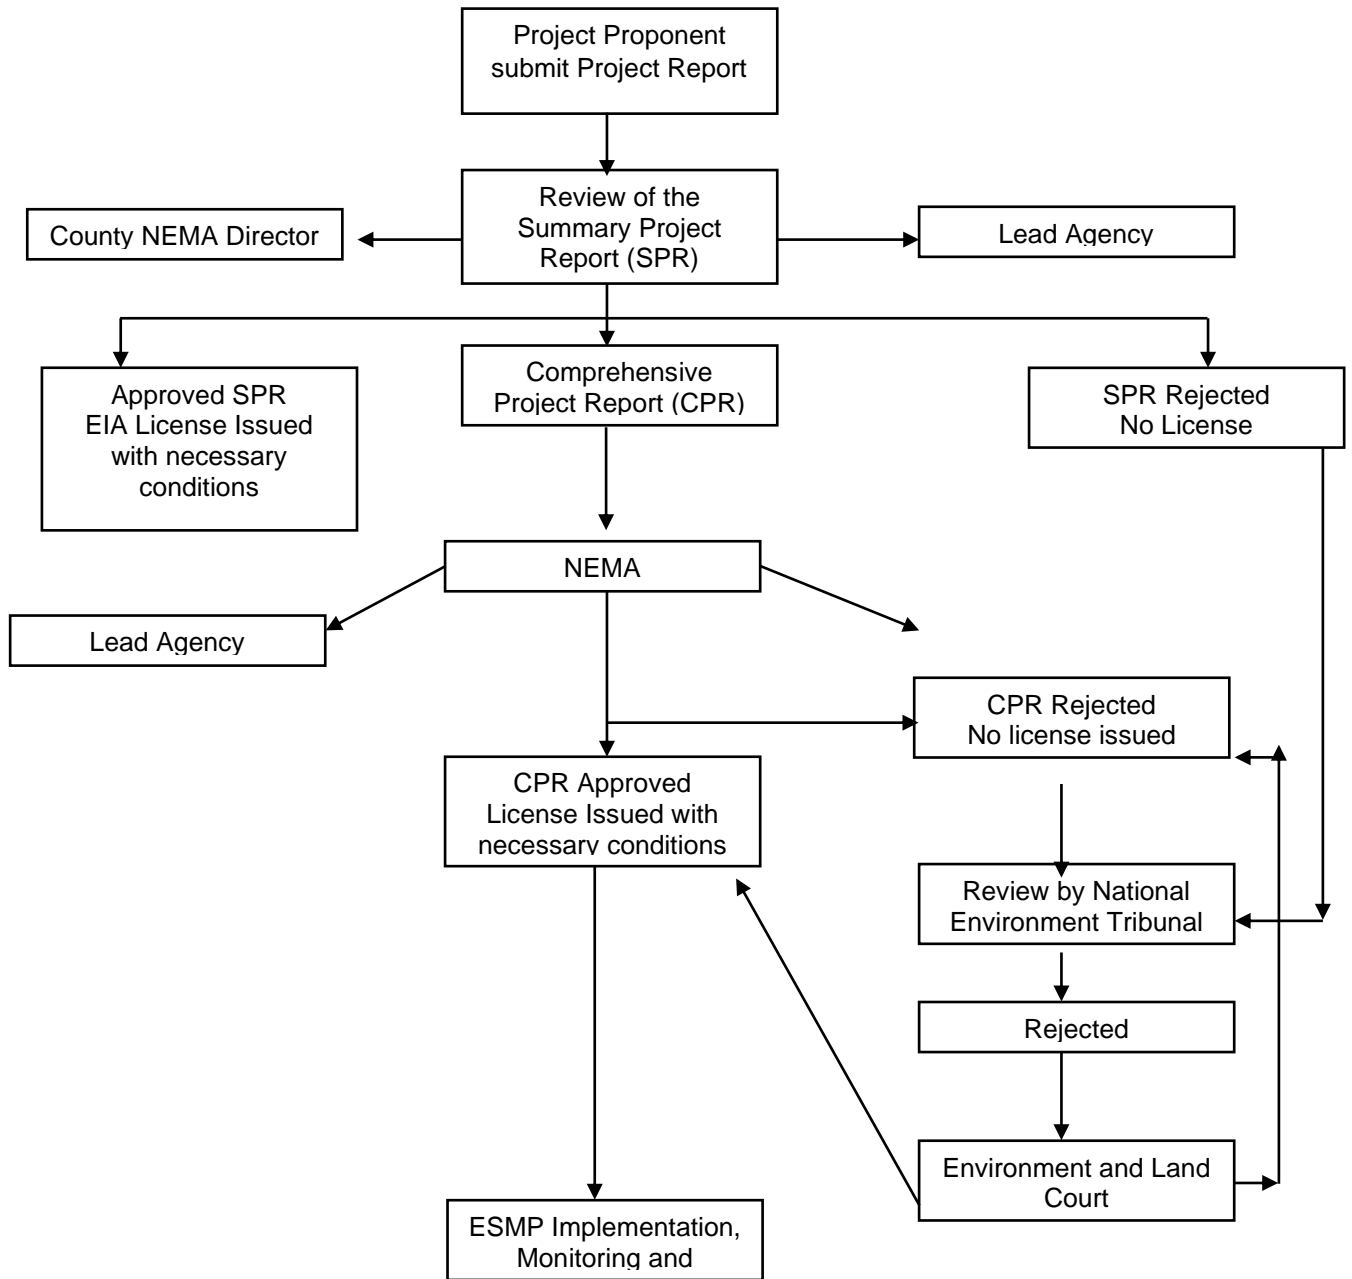 Project Proponent
submit Project Report
Review of the
Summary Project
Report (SPR)
County NEMA Director
Lead Agency
Approved SPR
EIA License Issued
with necessary
conditions
Comprehensive
Project Report (CPR)
SPR Rejected
No License
NEMA
Lead Agency
CPR Rejected
No license issued
CPR Approved
License Issued with
necessary conditions
Review by National
Environment Tribunal
Rejected
Environment and Land
Court
ESMP Implementation,
Monitoring and